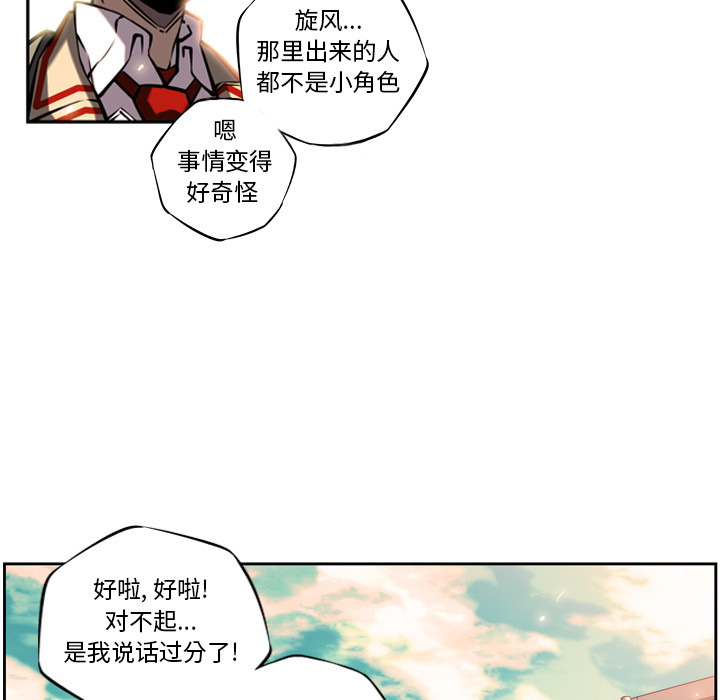 旋风...
那里出来的人
都不是小角色
嗯
事情变得
好奇怪
好啦, 好啦!
对不起...
是我说话过分了!